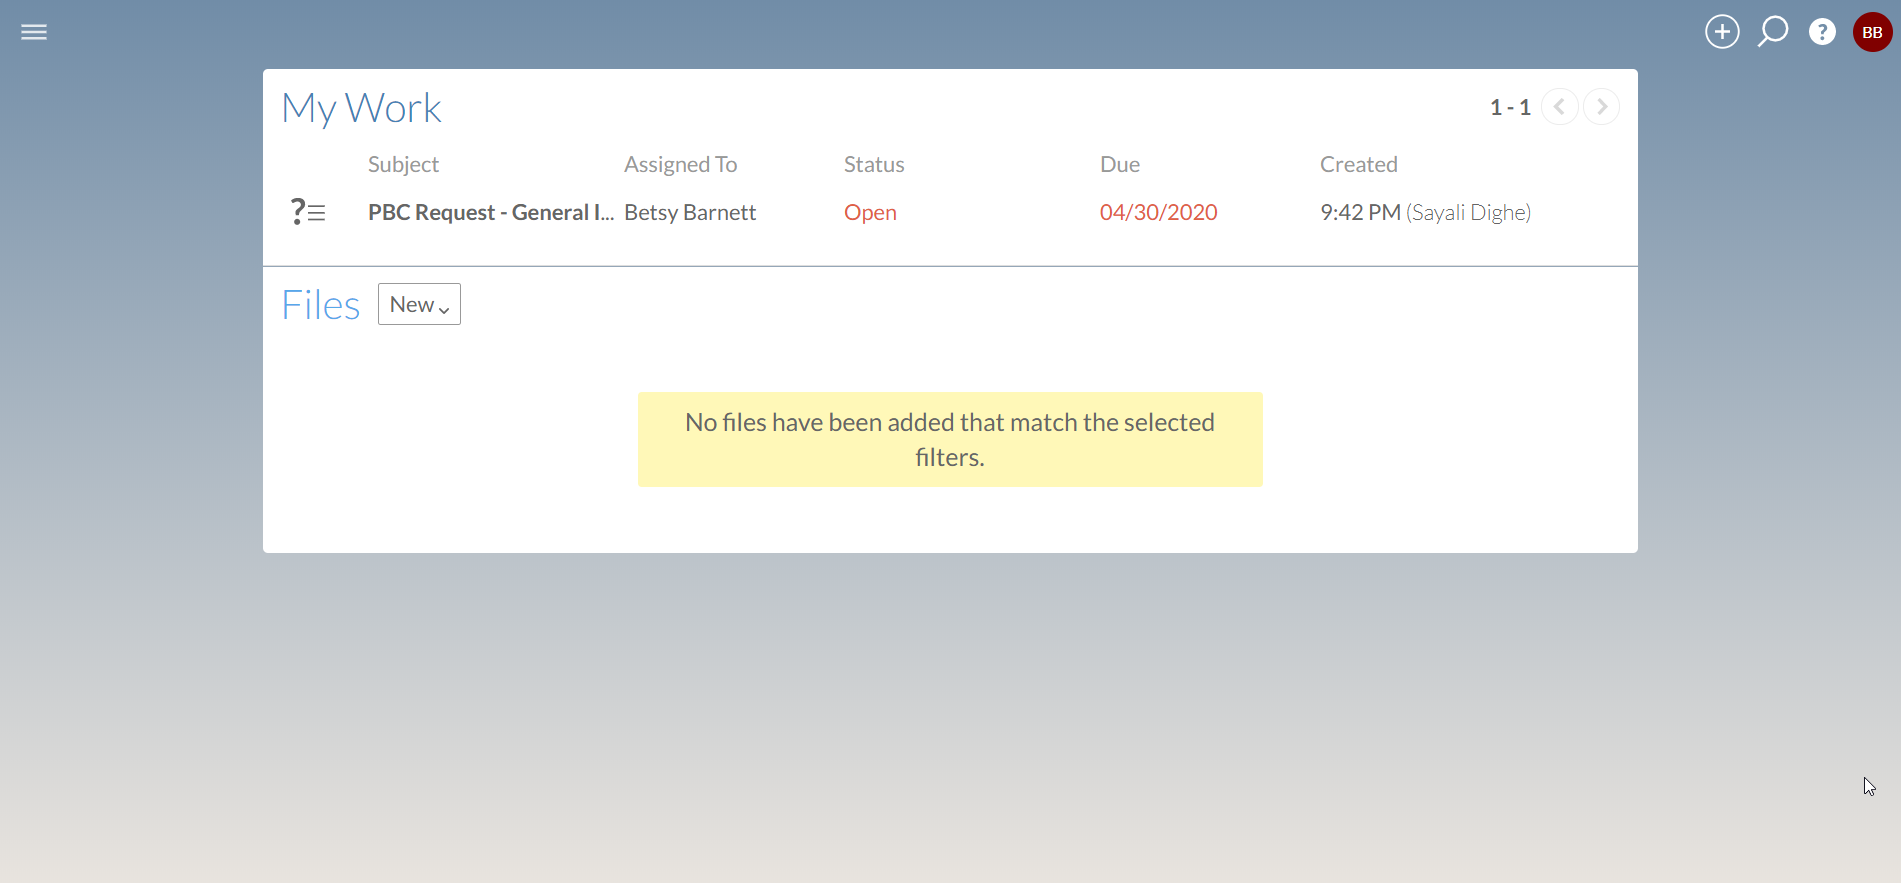 BB
My Work
1 - 1
Subject Assigned To Status Due Created
PBC Request - General I... Betsy Barnett Open 04/30/2020 9:42 PM (Sayali Dighe)
Files New
No files have been added that match the selected
filters.